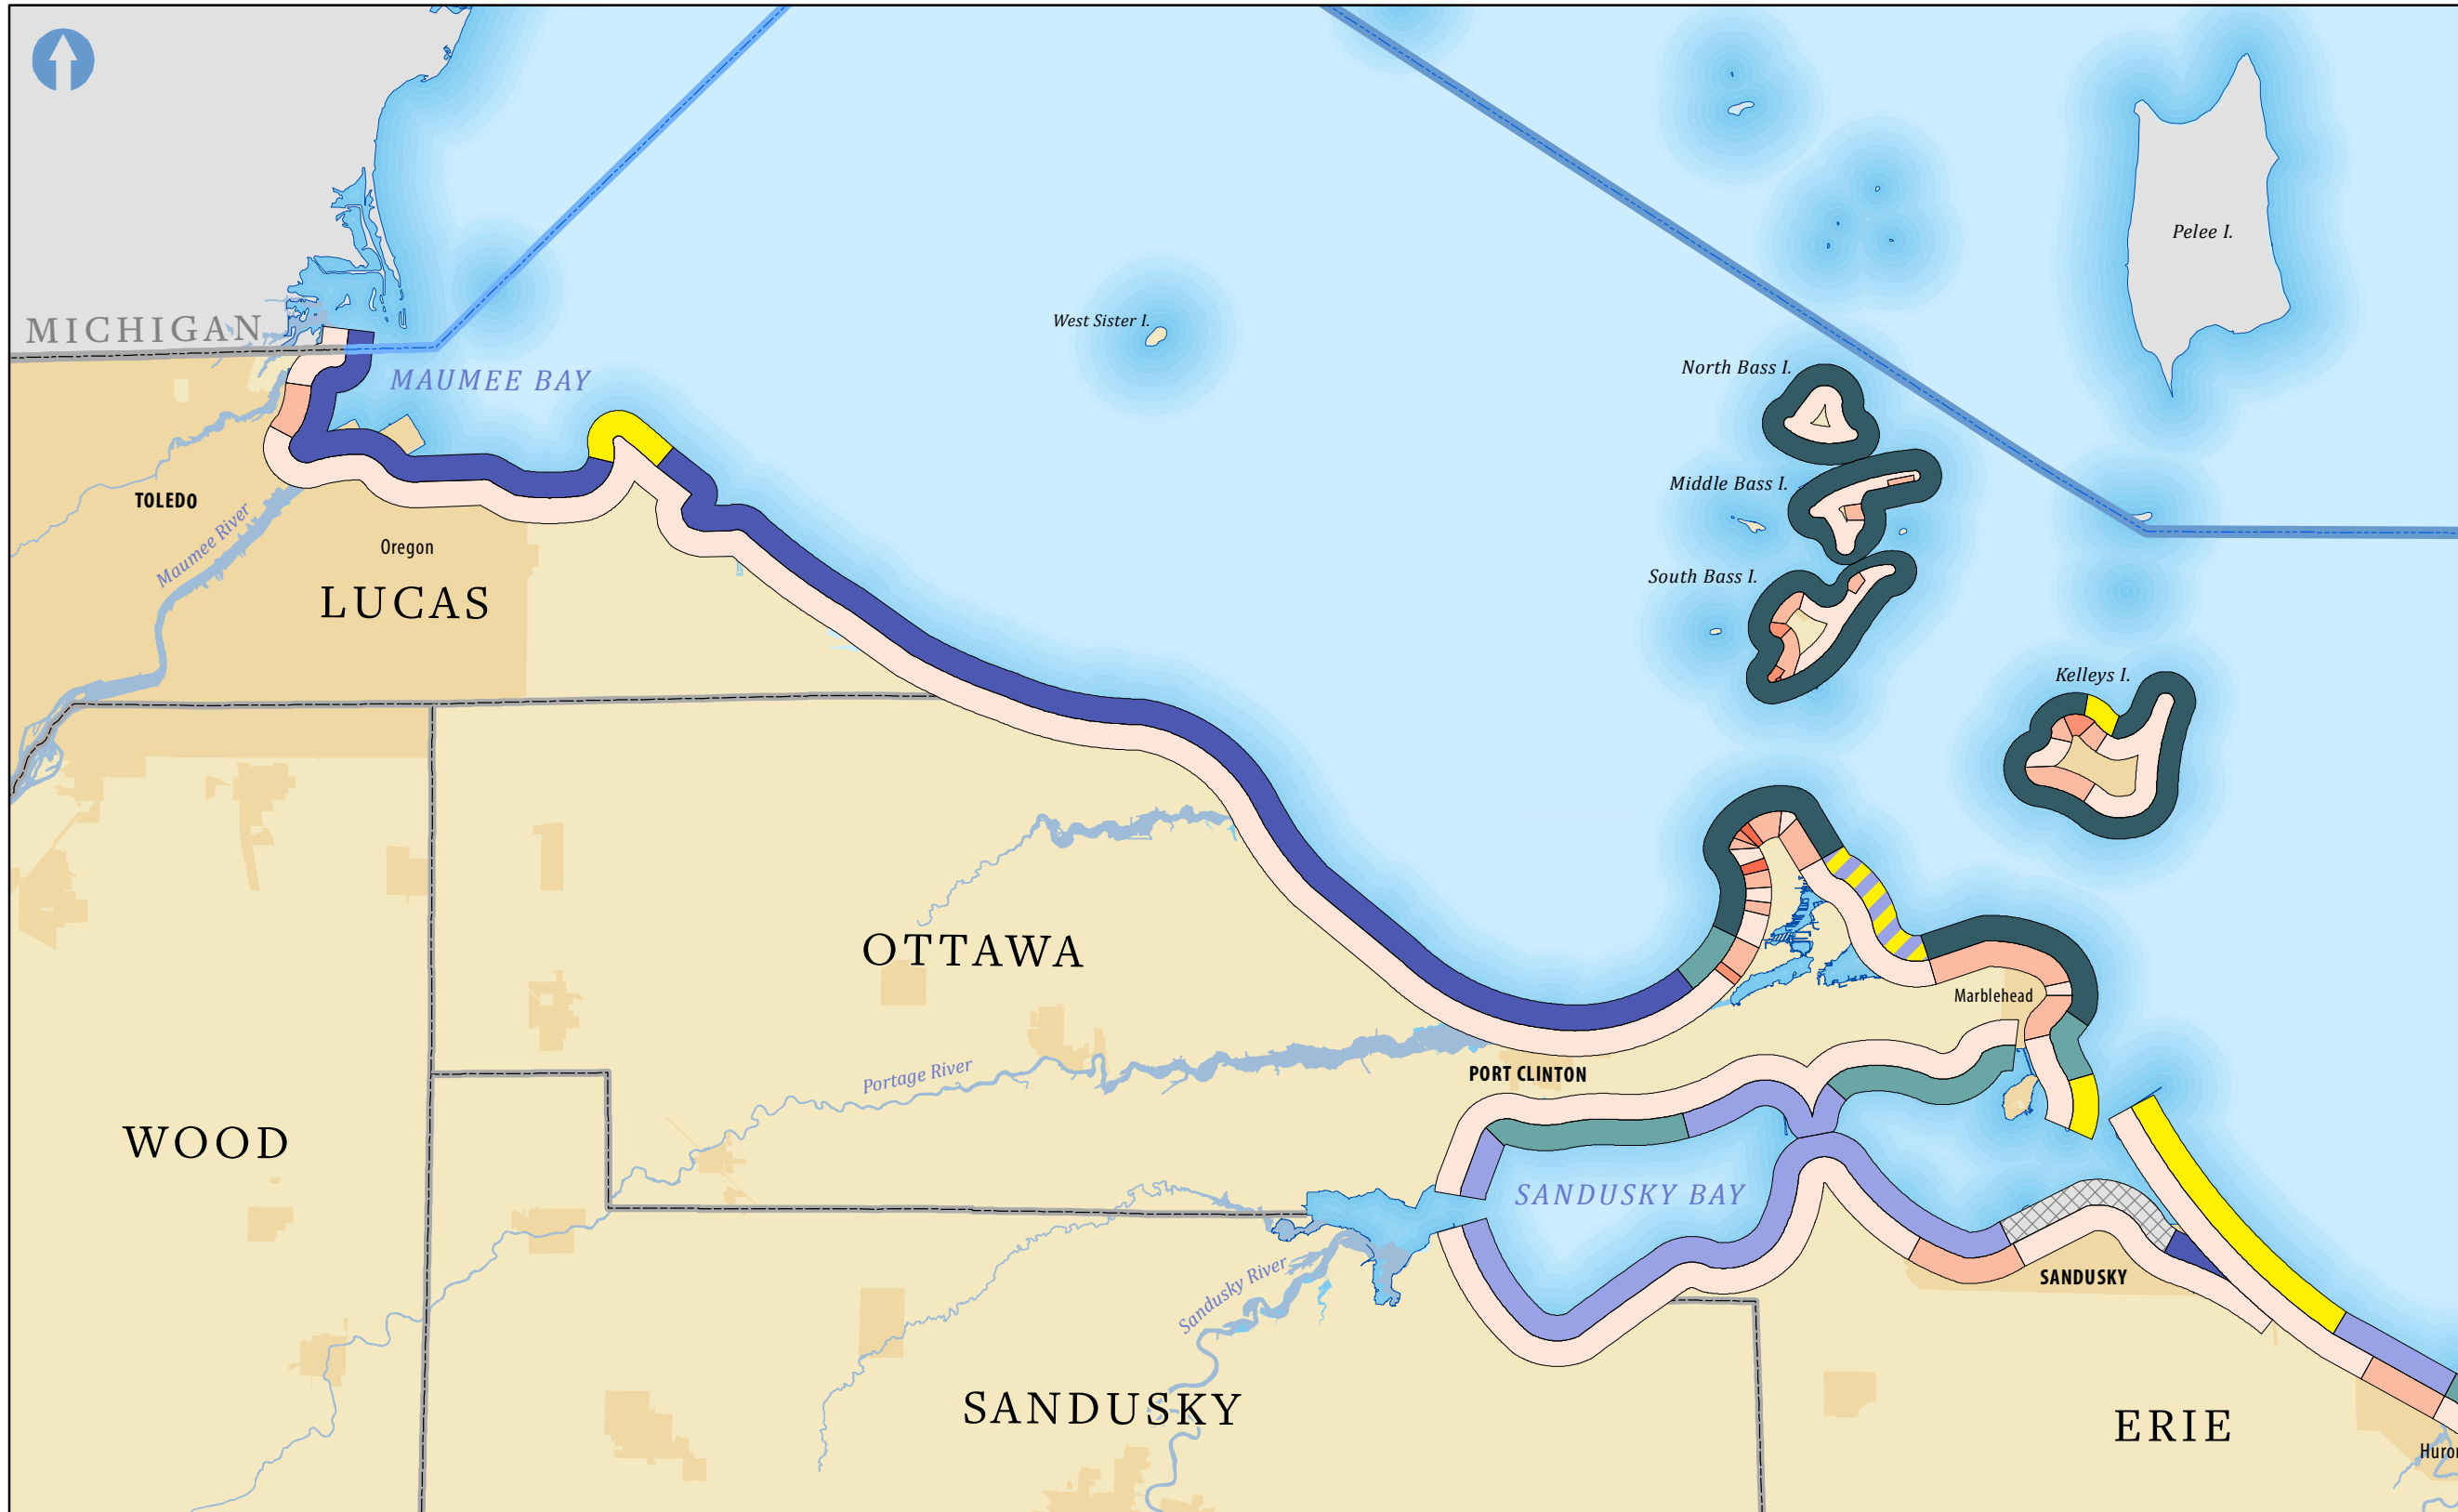 Pelee I.
West Sister I.
MICHIGAN
North Bass I.
MAUMEE BAY
Middle Bass I.
TOLEDO
Maumee River
Oregon
South Bass I.
LUCAS
Kelleys I.
OTTAWA
Marblehead
Portage River
PORT CLINTON
WOOD
SANDUSKY BAY
Sandusky River
SANDUSKY
SANDUSKY
ERIE
Huron